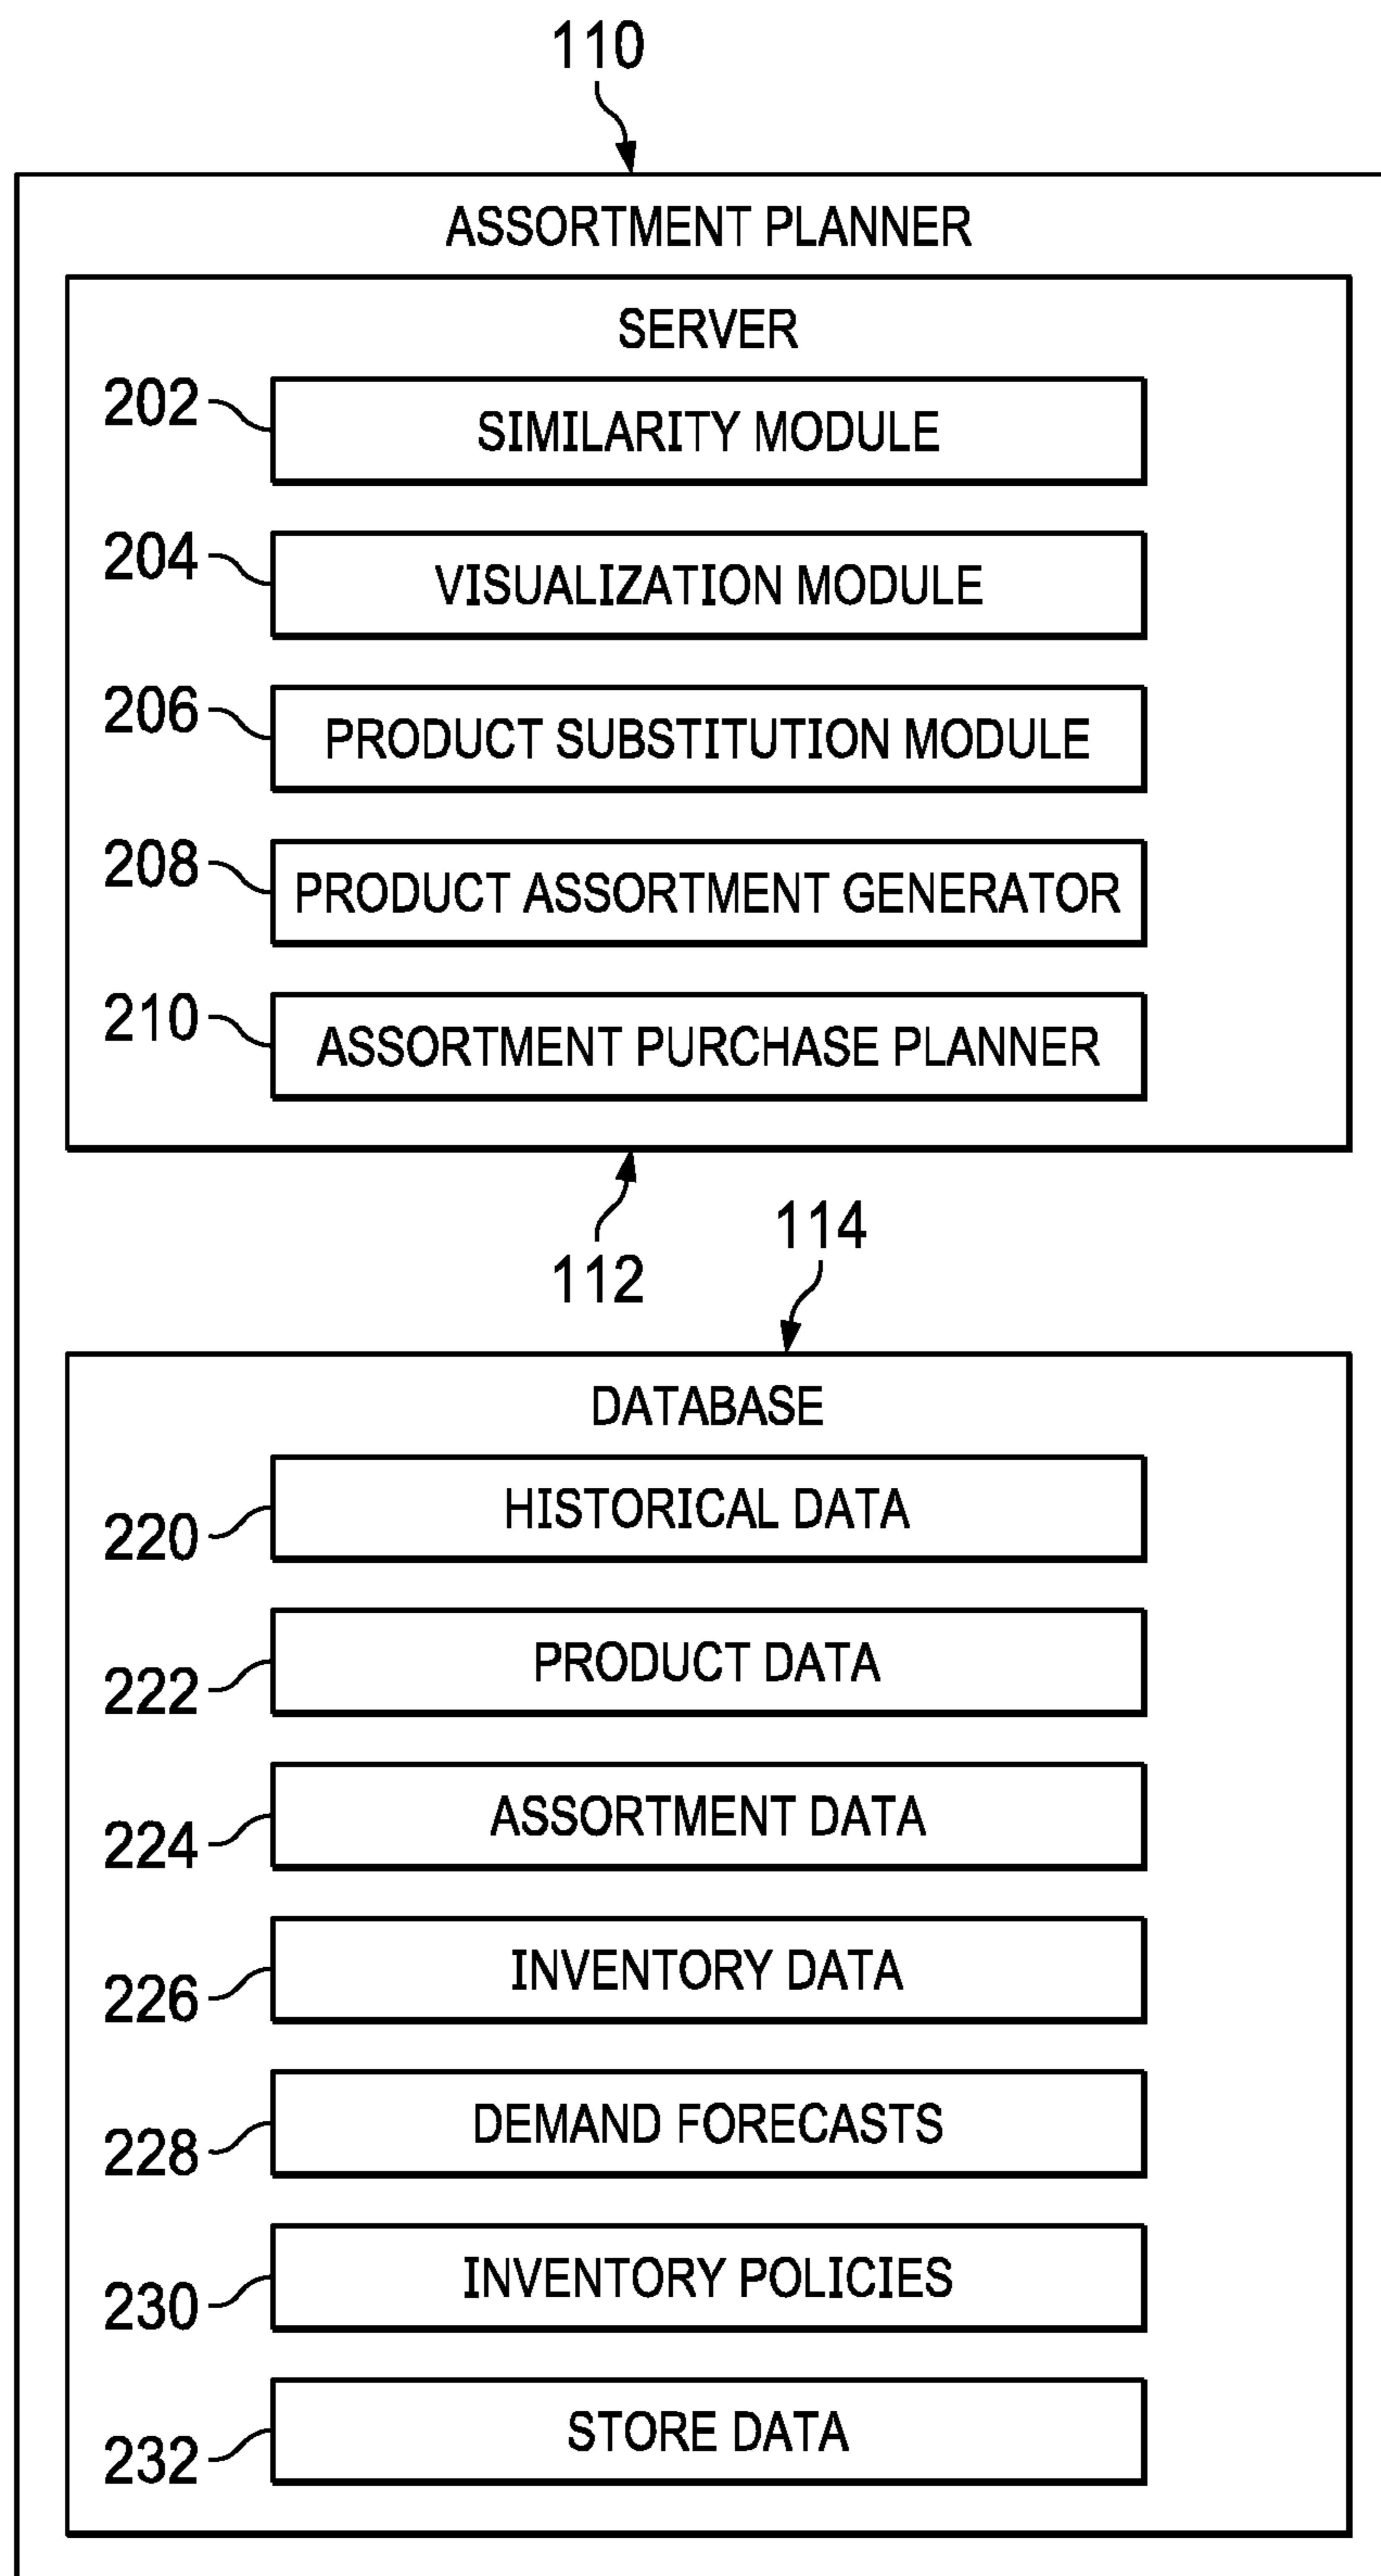 110
ASSORTMENT PLANNER
SERVER
202 SIMILARITY MODULE
204 VISUALIZATION MODULE
206 PRODUCT SUBSTITUTION MODULE
208 PRODUCT ASSORTMENT GENERATOR
210 ASSORTMENT PURCHASE PLANNER
112
114
DATABASE
220 HISTORICAL DATA
222 PRODUCT DATA
224 ASSORTMENT DATA
226 INVENTORY DATA
228 DEMAND FORECASTS
230 INVENTORY POLICIES
232 STORE DATA